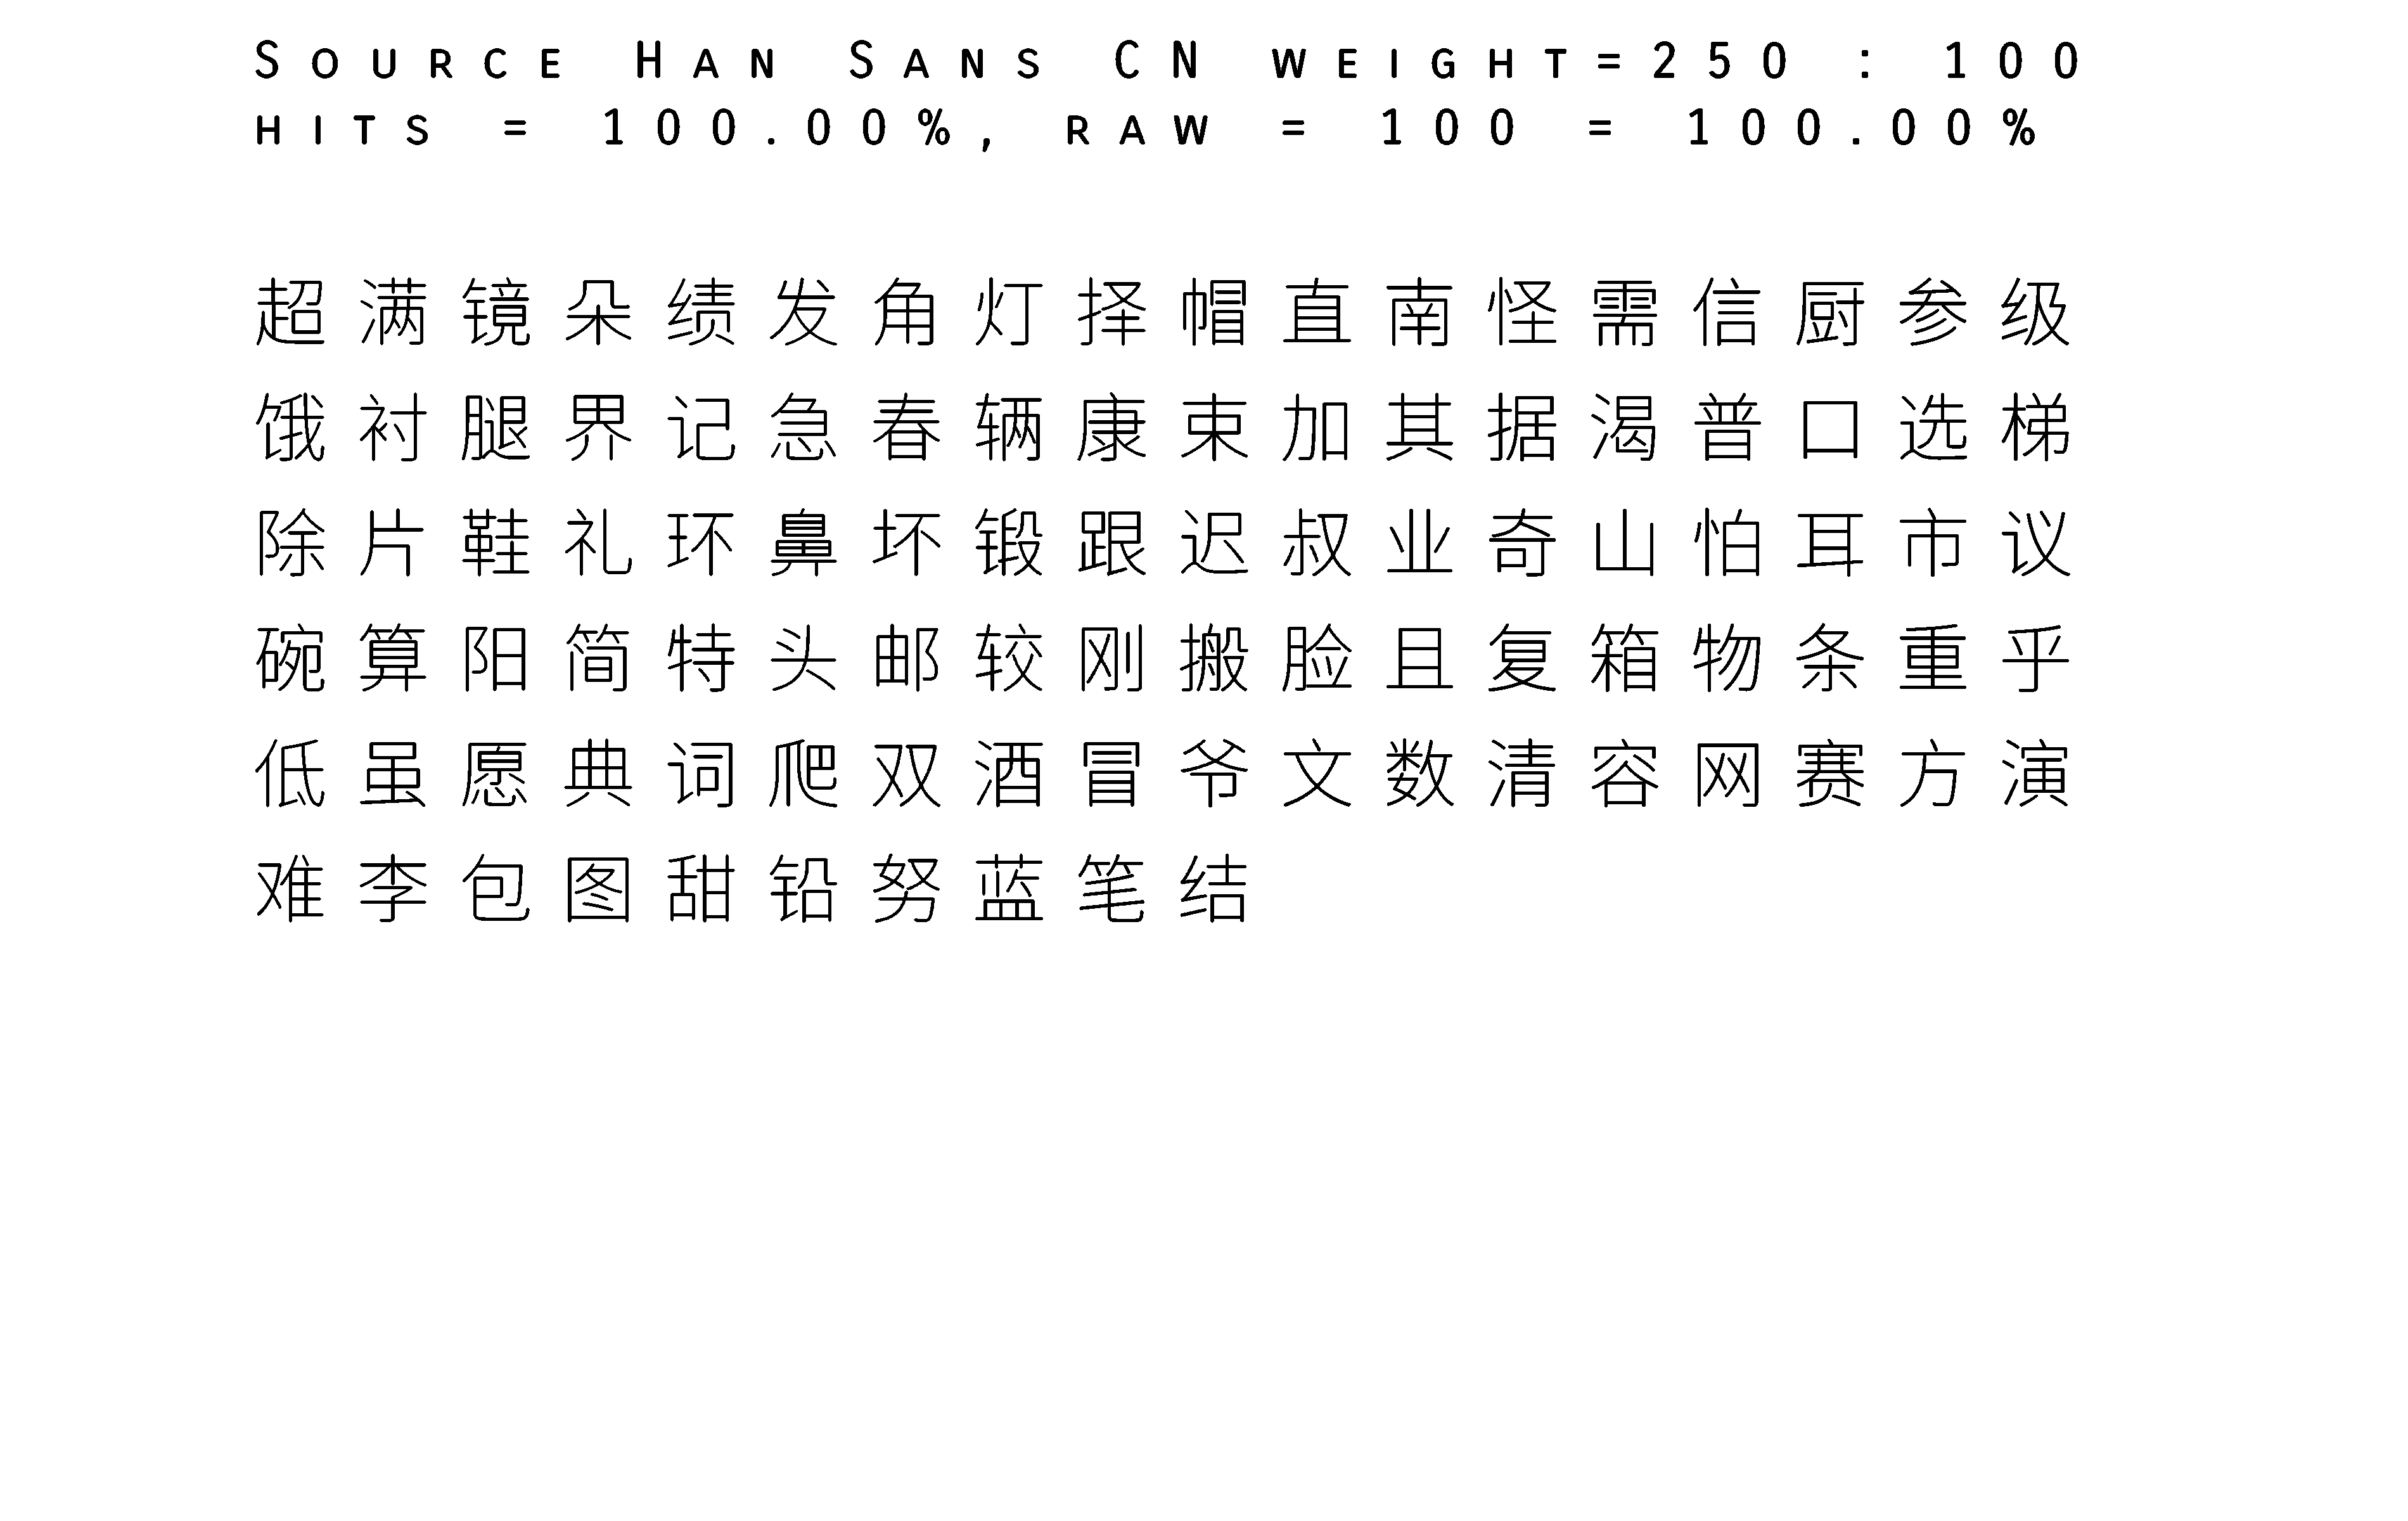 Source Han Sans CN weight=250 : 100
hits = 100.00%, raw = 100 = 100.00%
超满镜朵绩发角灯择帽直南怪需信厨参级
饿衬腿界记急春辆康束加其据渴普口选梯
除片鞋礼环鼻坏锻跟迟叔业奇山怕耳市议
碗算阳简特头邮较刚搬脸且复箱物条重乎
低虽愿典词爬双酒冒爷文数清容网赛方演
难李包图甜铅努蓝笔结